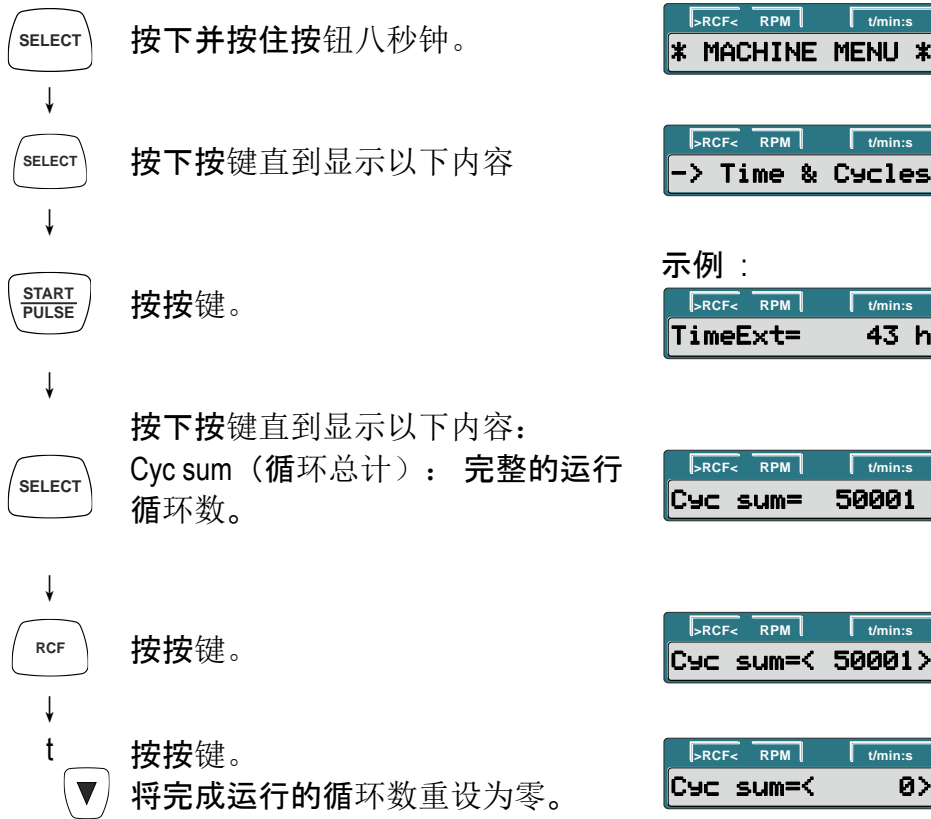 SELECT
按下并按住按钮八秒钟。
>RCF< RPM t/min:s
* MACHINE MENU *
↓
SELECT
按下按键直到显示以下内容
>RCF< RPM t/min:s
-> Time & Cycles
↓
示例 :
START
PULSE
按按键。
>RCF< RPM t/min:s
TimeExt= 43 h
↓
按下按键直到显示以下内容:
SELECT
Cyc sum（循环总计）: 完整的运行
循环数。
>RCF< RPM t/min:s
Cyc sum= 50001
↓
RCF
按按键。
>RCF< RPM t/min:s
Cyc sum=< 50001>
↓
t
▼
按按键。
将完成运行的循环数重设为零。
>RCF< RPM t/min:s
Cyc sum=< 0>